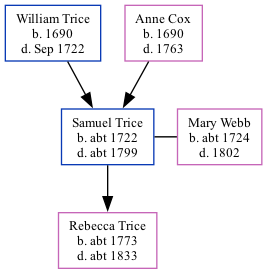 William Trice
b. 1690
d. Sep 1722
Anne Cox
b. 1690
d. 1763
Samuel Trice
b. abt 1722
d. abt 1799
Mary Webb
b. abt 1724
d. 1802
Rebecca Trice
b. abt 1773
d. abt 1833